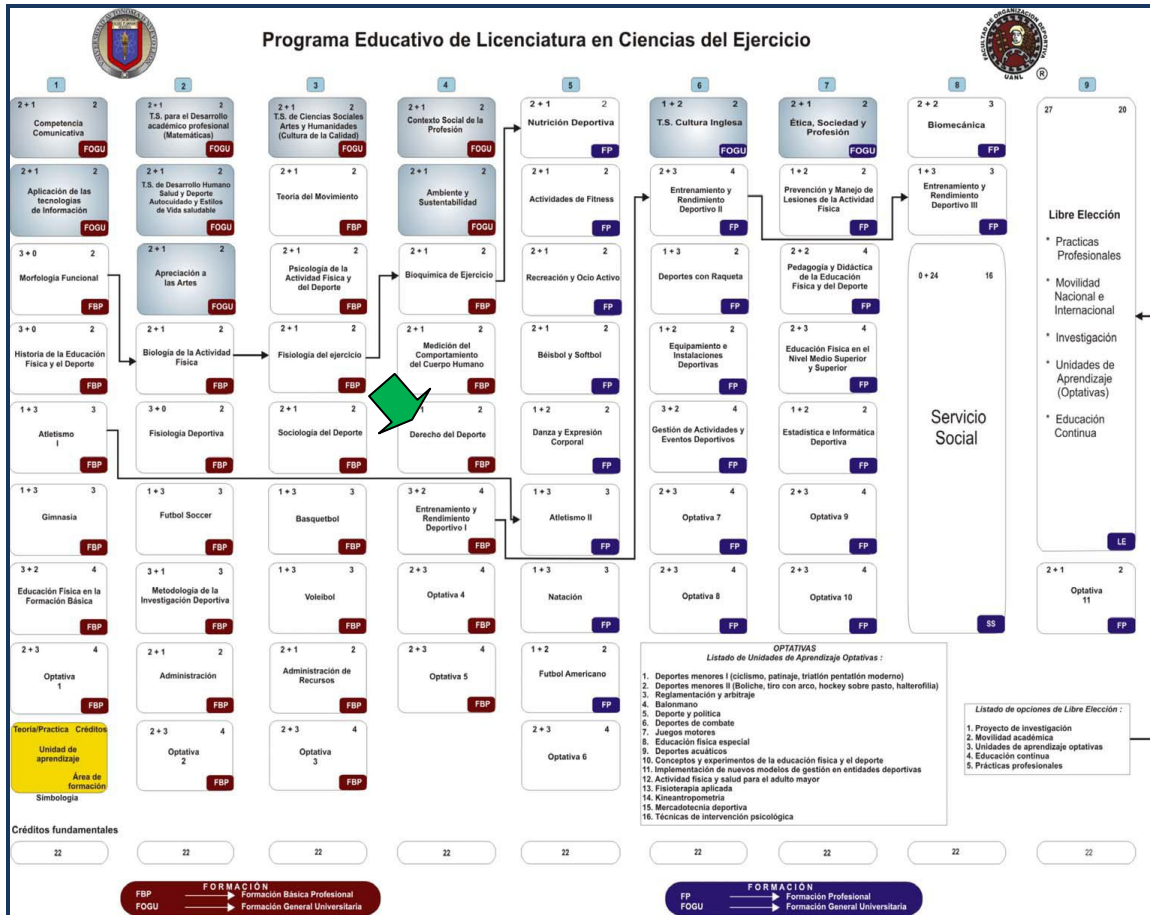 Programa Educativo de Licenciatura en Ciencias del Ejercicio
UANL
®
1
2 + 1 2
Competencia
Comunicativa
FOGU
2 + 1 2
Aplicación de las
tecnologías
de Información
FOGU
3 + 0 2
Morfología Funcional
FBP
3 + 0 2
Historia de la Educación
Física y el Deporte
FBP
1 + 3 3
Atletismo
I
FBP
1 + 3 3
Gimnasia
FBP
3 + 2 4
Educación Física en la
Formación Básica
FBP
2 + 3 4
Optativa
1
FBP
Teoría/Practica Créditos
Unidad de
aprendizaje
Área de
formación
Simbología
2
2 + 1 2
T.S. para el Desarrollo
académico profesional
(Matemáticas)
FOGU
2 + 1 2
T.S. de Desarrollo Humano
Salud y Deporte
Autocuidado y Estilos
de Vida saludable
FOGU
2 + 1 2
Apreciación a
las Artes
FOGU
2 + 1 2
Biología de la Actividad
Física
FBP
3 + 0 2
Fisiología Deportiva
FBP
1 + 3 3
Futbol Soccer
FBP
3 + 1 3
Metodología de la
Investigación Deportiva
FBP
2 + 1 2
Administración
FBP
2 + 3 4
Optativa
2
FBP
3
2 + 1 2
T.S. de Ciencias Sociales
Artes y Humanidades
(Cultura de la Calidad)
FOGU
2 + 1 2
Teoría del Movimiento
FBP
2 + 1 2
Psicología de la
Actividad Física y
del Deporte
FBP
2 + 1 2
Fisiología del ejercicio
FBP
2 + 1 2
Sociología del Deporte
FBP
1 + 3 3
Basquetbol
FBP
1 + 3 3
Voleibol
FBP
2 + 1 2
Administración de
Recursos
FBP
2 + 3 4
Optativa
3
FBP
4
2 + 1 2
Contexto Social de la
Profesión
FOGU
2 + 1 2
Ambiente y
Sustentabilidad
FOGU
2 + 1 2
Bioquimica de Ejercicio
FBP
2 + 1 2
Medición del
Comportamiento
del Cuerpo Humano
FBP
1 2
Derecho del Deporte
FBP
3 + 2 4
Entrenamiento y
Rendimiento
Deportivo I
FBP
2 + 3 4
Optativa 4
FBP
2 + 3 4
Optativa 5
FBP
5
2 + 1 2
Nutrición Deportiva
FP
2 + 1 2
Actividades de Fitness
FP
2 + 1 2
Recreación y Ocio Activo
FP
2 + 1 2
Béisbol y Softbol
FP
1 + 2 2
Danza y Expresión
Corporal
FP
1 + 3 3
Atletismo II
FP
1 + 3 3
Natación
FP
1 + 2 2
Futbol Americano
FP
2 + 3 4
Optativa 6
FP
6
1 + 2 2
T.S. Cultura Inglesa
FOGU
2 + 3 4
Entrenamiento y
Rendimiento
Deportivo II
FP
1 + 3 2
Deportes con Raqueta
FP
1 + 2 2
Equipamiento e
Instalaciones
Deportivas
FP
3 + 2 4
Gestión de Actividades y
Eventos Deportivos
FP
2 + 3 4
Optativa 7
FP
2 + 3 4
Optativa 8
FP
7
2 + 1 2
Ética, Sociedad y
Profesión
FOGU
1 + 2 2
Prevención y Manejo de
Lesiones de la Actividad
Física
FP
2 + 2 4
Pedagogía y Didáctica
de la Educación
Física y del Deporte
FP
2 + 3 4
Educación Física en el
Nivel Medio Superior
y Superior
FP
1 + 2 2
Estadística e Informática
Deportiva
FP
2 + 3 4
Optativa 9
FP
2 + 3 4
Optativa 10
FP
8
2 + 2 3
Biomecánica
FP
1 + 3 3
Entrenamiento y
Rendimiento
Deportivo III
FP
0 + 24 16
Servicio
Social
SS
9
27 20
Libre Elección
* Practicas
Profesionales
* Movilidad
Nacional e
Internacional
* Investigación
* Unidades de
Aprendizaje
(Optativas)
* Educación
Continua
LE
2 + 1 2
Optativa
11
FP
OPTATIVAS
Listado de Unidades de Aprendizaje Optativas :
1. Deportes menores I (ciclismo, patinaje, triatlón pentatlón moderno)
2. Deportes menores II (Boliche, tiro con arco, hockey sobre pasto, halterofilia)
3. Reglamentación y arbitraje
4. Balonmano
5. Deporte y política
6. Deportes de combate
7. Juegos motores
8. Educación física especial
9. Deportes acuáticos
10. Conceptos y experimentos de la educación física y el deporte
11. Implementación de nuevos modelos de gestión en entidades deportivas
12. Actividad física y salud para el adulto mayor
13. Fisioterapia aplicada
14. Kineantropometría
15. Mercadotecnia deportiva
16. Técnicas de intervención psicológica
Listado de opciones de Libre Elección :
1. Proyecto de investigación
2. Movilidad académica
3. Unidades de aprendizaje optativas
4. Educación continua
5. Prácticas profesionales
Créditos fundamentales
22 22 22 22 22 22 22 22 22
FORMACIÓN
FBP Formación Básica Profesional
FOGU Formación General Universitaria
FORMACIÓN
FP Formación Profesional
FOGU Formación General Universitaria